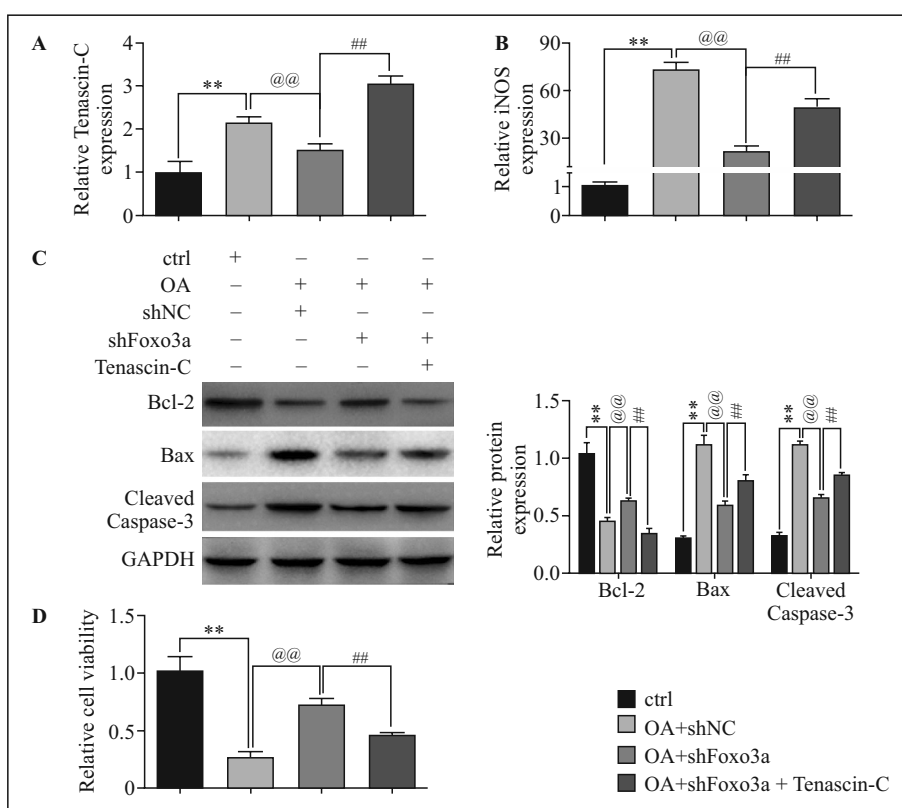 A
Relative Tenascin-C
expression
4
3
2
1
0
**
@@
##
B
Relative iNOS
expression
90
60
30
1
0
**
@@
##
C
ctrl + – – –
OA – + + +
shNC – + – –
shFoxo3a – – + +
Tenascin-C – – – +
Bcl-2
Bax
Cleaved
Caspase-3
GAPDH
Relative protein
expression
1.5
1.0
0.5
0.0
** @@ ## ** @@ ## ** @@ ##
Bcl-2 Bax Cleaved
Caspase-3
D
Relative cell viability
1.5
1.0
0.5
0
**
@@
##
ctrl
OA+shNC
OA+shFoxo3a
OA+shFoxo3a + Tenascin-C